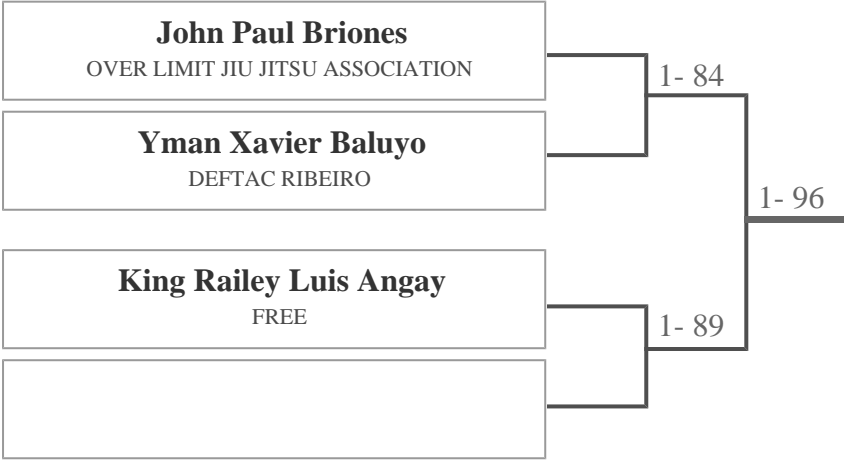 John Paul Briones
OVER LIMIT JIU JITSU ASSOCIATION
1- 84
Yman Xavier Baluyo
DEFTAC RIBEIRO
1- 96
King Railey Luis Angay
FREE
1- 89